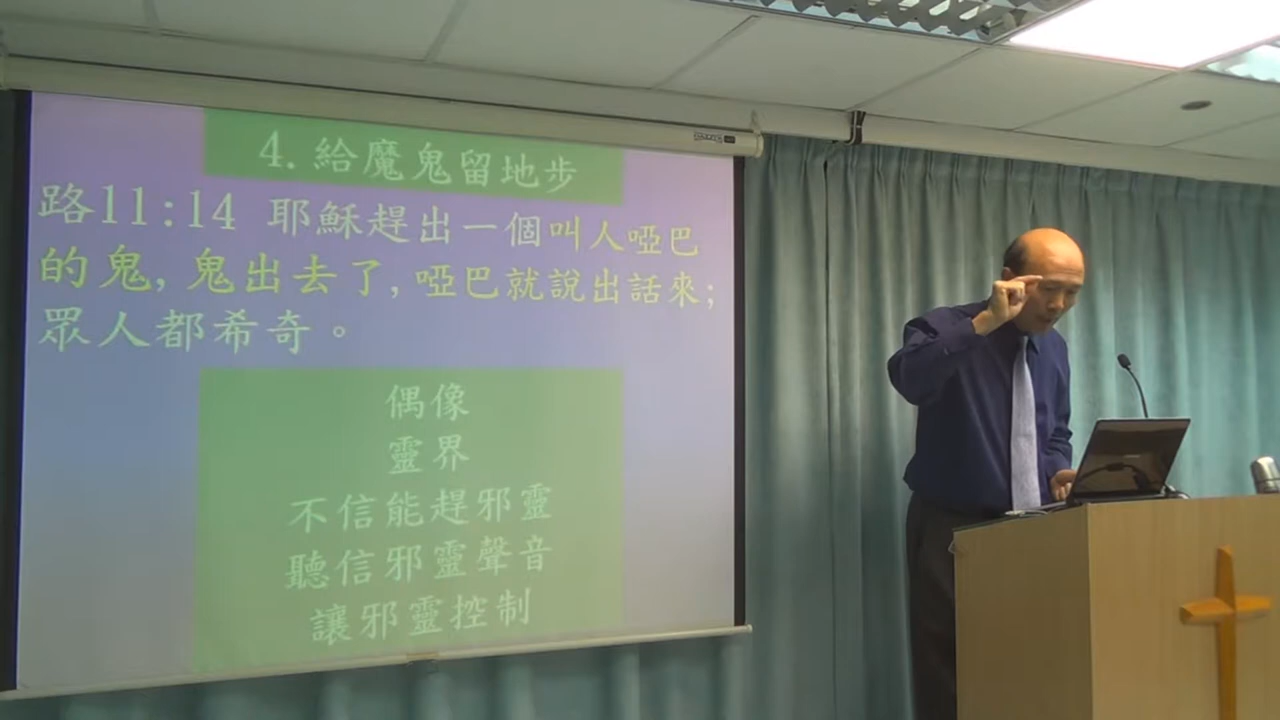 4.給魔鬼留地步
路11:14 耶穌趕出一個叫人啞巴
的鬼,鬼出去了,啞巴就說出話來;
眾人都希奇。
偶像
靈界
不信能趕邪靈
聽信邪靈聲音
讓邪靈控制